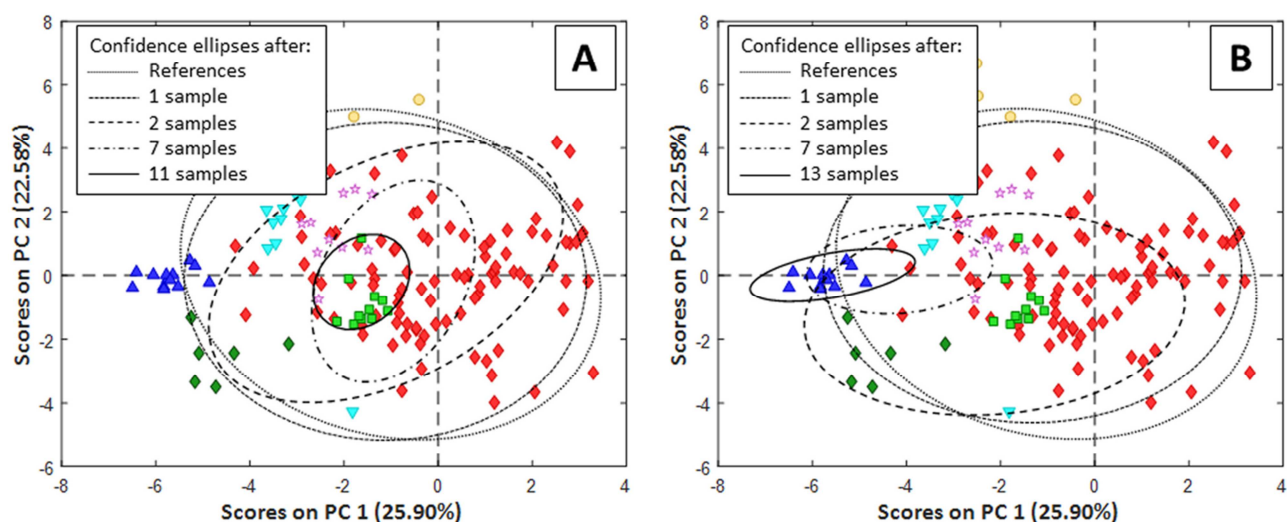 Confidence ellipses after:
References
1 sample
2 samples
7 samples
11 samples
A
8
6
4
2
0
-2
-4
-6
Scores on PC 2 (22.58%)
-8
-6
-4
-2
0
2
4
Scores on PC 1 (25.90%)
Confidence ellipses after:
References
1 sample
2 samples
7 samples
13 samples
B
8
6
4
2
0
-2
-4
-6
Scores on PC 2 (22.58%)
-8
-6
-4
-2
0
2
4
Scores on PC 1 (25.90%)